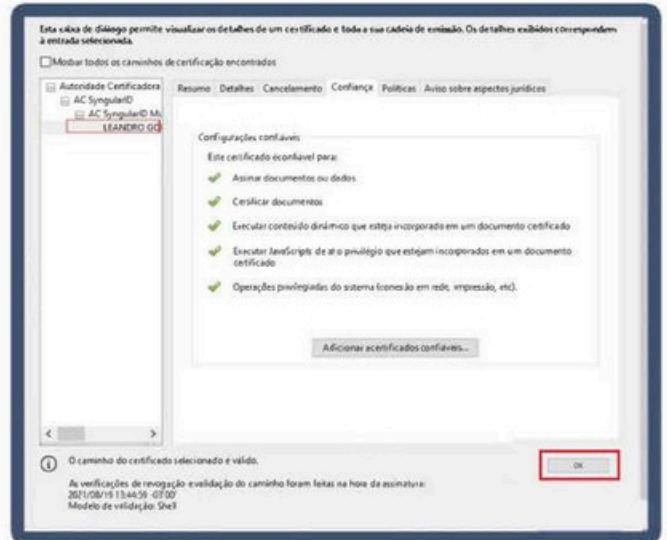 Esta caixa de diálogo permite visualizar os detalhes de um certificado e toda a sua cadeia de emissão. Os detalhes exibidos correspondem
à entrada selecionada.
Mostrar todos os caminhos de certificação encontrados
Autoridade Certificadora
AC SyngularID
AC SyngularID Mu
LEANDRO GO
Resumo Detalhes Cancelamento Confiança Políticas Aviso sobre aspectos jurídicos
Configurações confiáveis
Este certificado é confiável para:
Assinar documentos ou dados
Certificar documentos
Executar conteúdo dinâmico que esteja incorporado em um documento certificado
Executar JavaScripts de alto privilégio que estejam incorporados em um documento
certificado
Operações privilegiadas do sistema (conexão em rede, impressão, etc).
Adicionar a certificados confiáveis...
O caminho do certificado selecionado é válido.
OK
As verificações de revogação e validação do caminho foram feitas na hora da assinatura:
2021/08/19 13:44:59 -03'00'
Modelo de validação: Shell